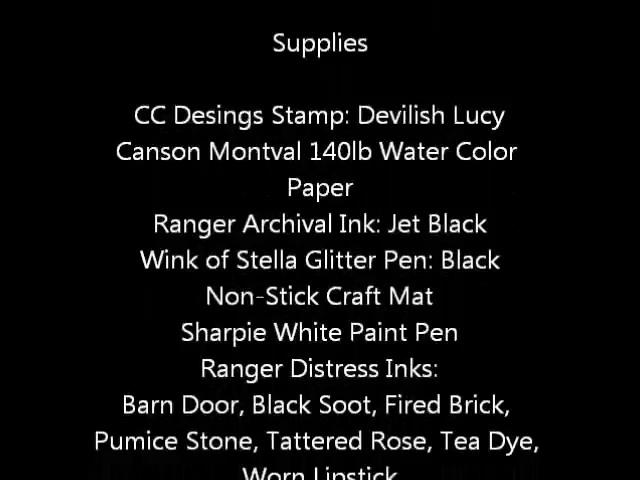 Supplies
CC Desings Stamp: Devilish Lucy
Canson Montval 140lb Water Color
Paper
Ranger Archival Ink: Jet Black
Wink of Stella Glitter Pen: Black
Non-Stick Craft Mat
Sharpie White Paint Pen
Ranger Distress Inks:
Barn Door, Black Soot, Fired Brick,
Pumice Stone, Tattered Rose, Tea Dye,
Worn Lipstick